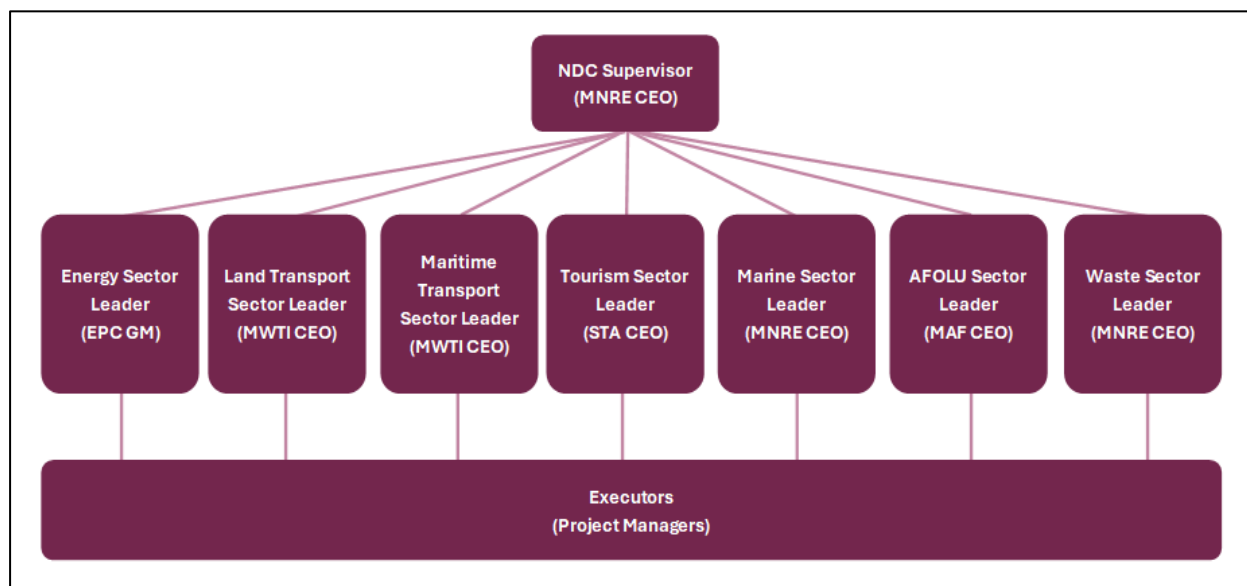 NDC Supervisor
(MNRE CEO)
Energy Sector
Leader
(EPC GM)
Land Transport
Sector Leader
(MWTI CEO)
Maritime
Transport
Sector Leader
(MWTI CEO)
Tourism Sector
Leader
(STA CEO)
Marine Sector
Leader
(MNRE CEO)
AFOLU Sector
Leader
(MAF CEO)
Waste Sector
Leader
(MNRE CEO)
Executors
(Project Managers)